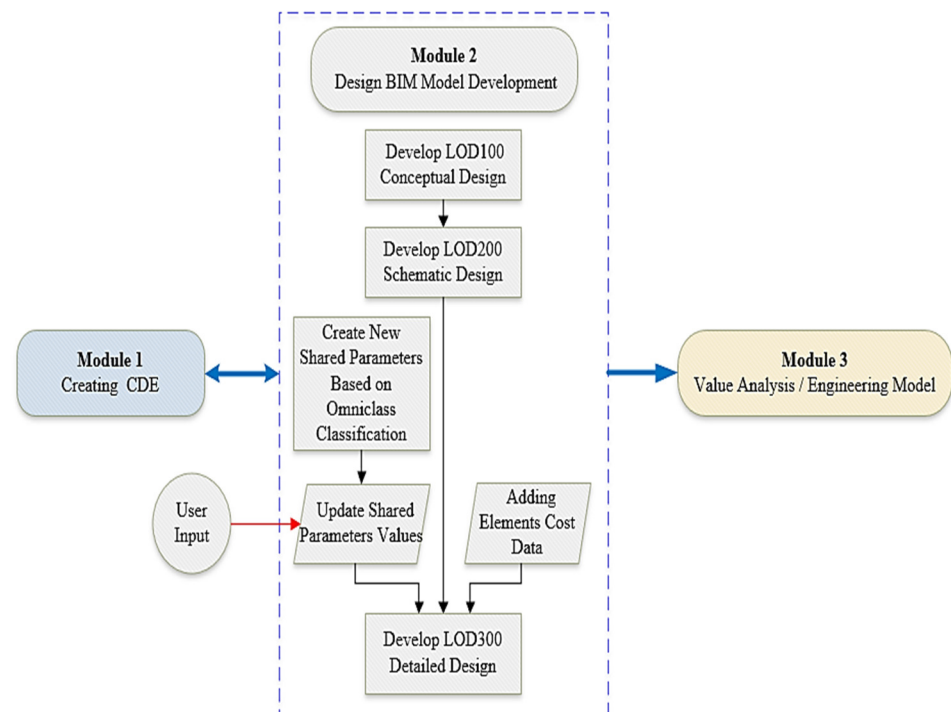 Module 2
Design BIM Model Development
Develop LOD100
Conceptual Design
Develop LOD200
Schematic Design
Module 1
Creating CDE
Create New
Shared Parameters
Based on
Omniclass
Classification
Module 3
Value Analysis / Engineering Model
User
Input
Update Shared
Parameters Values
Adding
Elements Cost
Data
Develop LOD300
Detailed Design